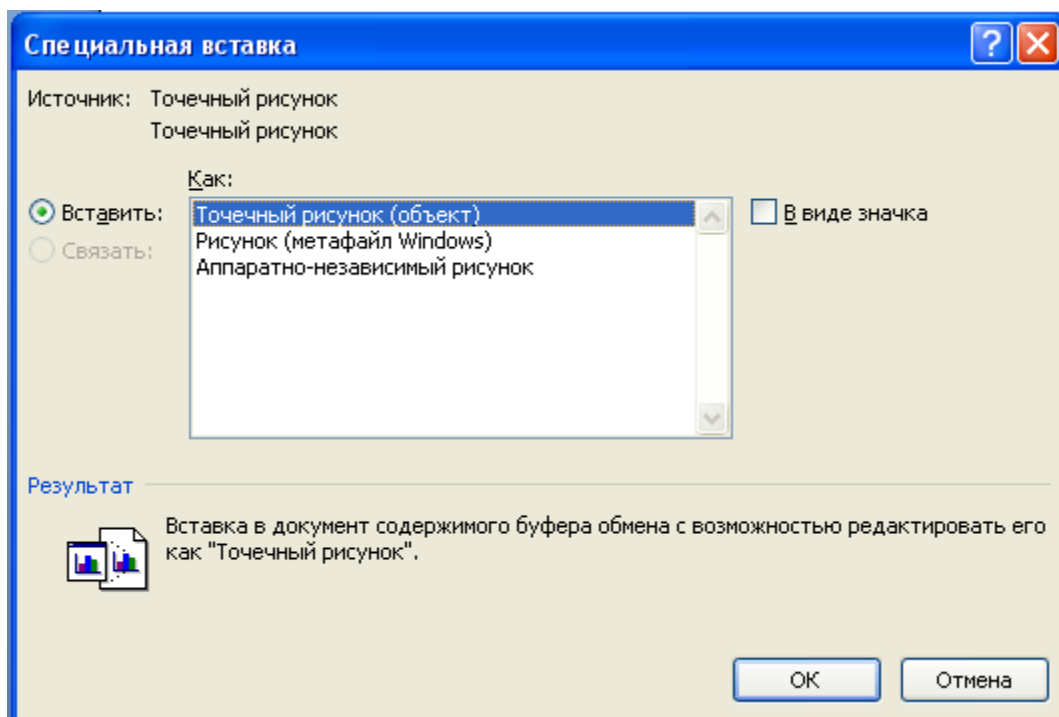 Специальная вставка
Источник: Точечный рисунок
Точечный рисунок
Как:
Вставить:
Точечный рисунок (объект)
В виде значка
Рисунок (метафайл Windows)
Связать:
Аппаратно-независимый рисунок
Результат
Вставка в документ содержимого буфера обмена с возможностью редактировать его
как "Точечный рисунок".
ОК
Отмена